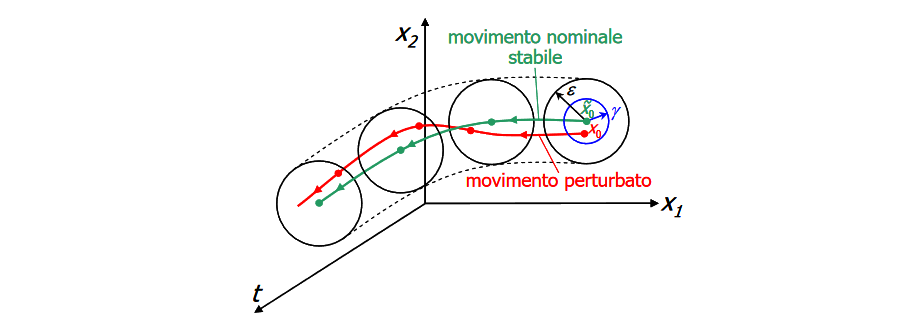 x₂
movimento nominale
stabile
ε
x̃₀
γ
x₀
movimento perturbato
x₁
t